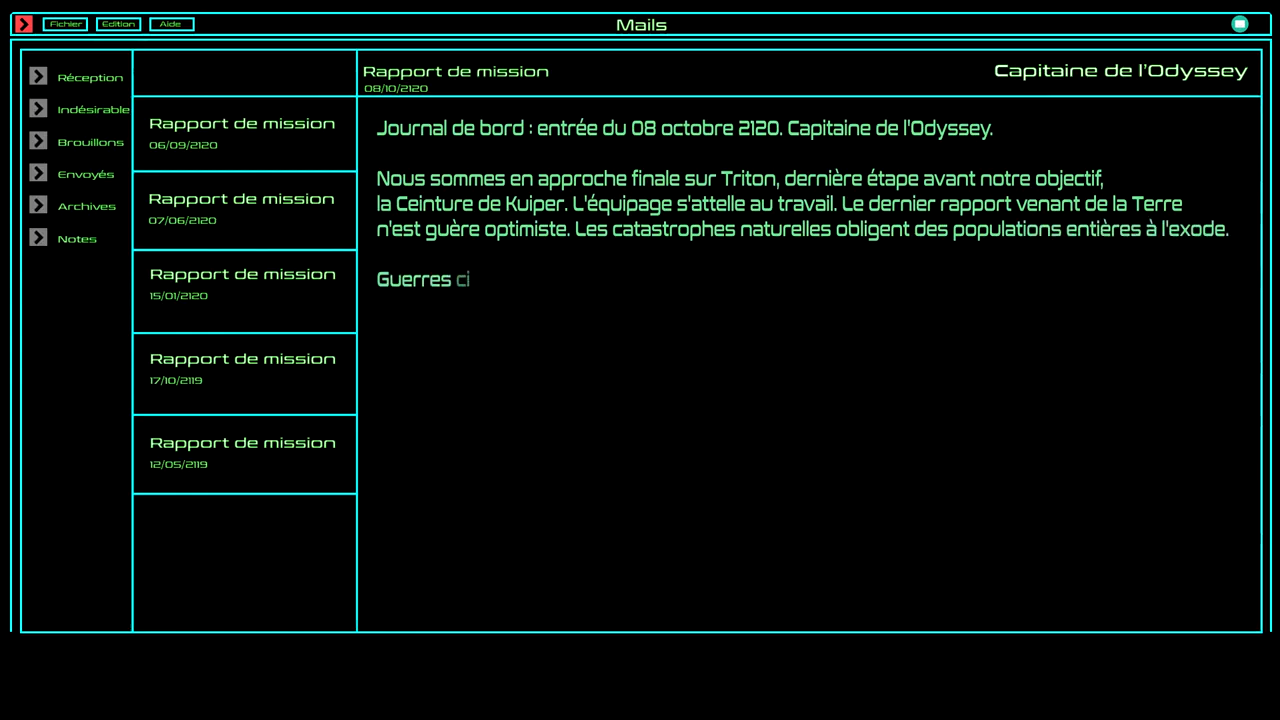 Fichier Edition Aide Mails
Réception
Indésirable
Brouillons
Envoyés
Archives
Notes
Rapport de mission
06/09/2120
Rapport de mission
07/06/2120
Rapport de mission
15/01/2120
Rapport de mission
17/10/2119
Rapport de mission
12/05/2119
Rapport de mission
08/10/2120
Capitaine de l'Odyssey
Journal de bord : entrée du 08 octobre 2120. Capitaine de l'Odyssey.
Nous sommes en approche finale sur Triton, dernière étape avant notre objectif,
la Ceinture de Kuiper. L'équipage s'attelle au travail. Le dernier rapport venant de la Terre
n'est guère optimiste. Les catastrophes naturelles obligent des populations entières à l'exode.
Guerres ci